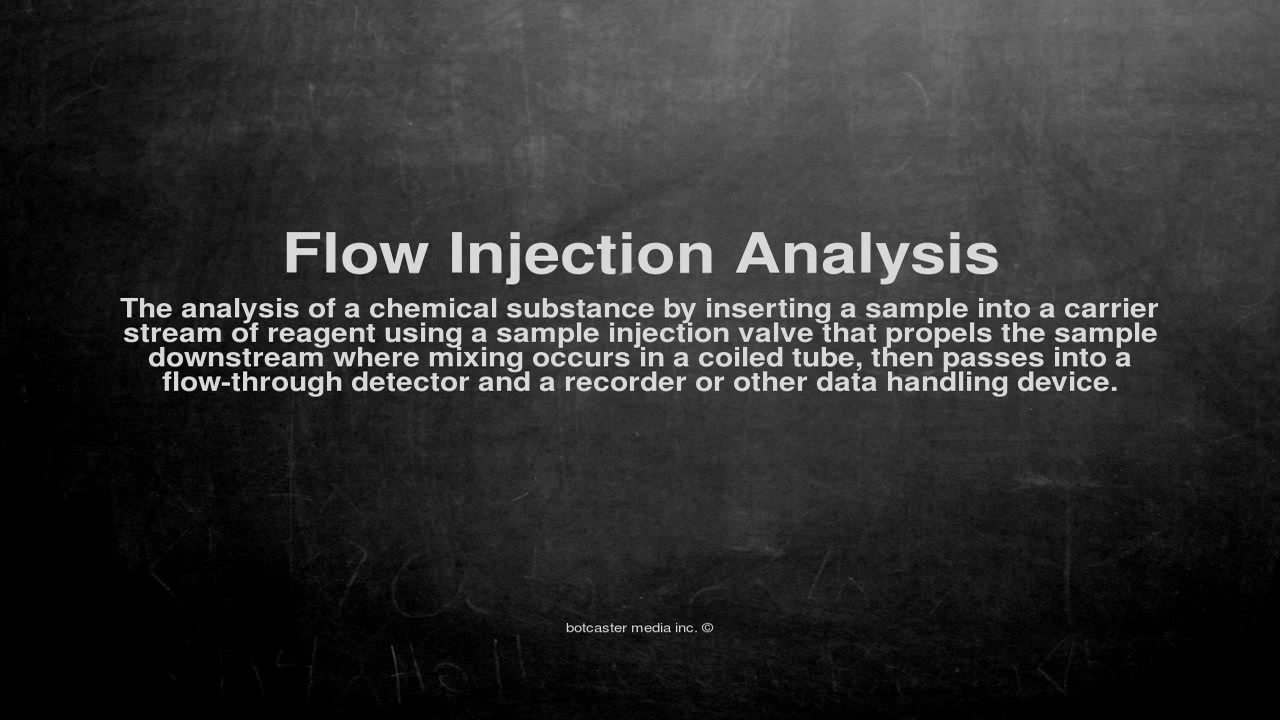 Flow Injection Analysis
The analysis of a chemical substance by inserting a sample into a carrier
stream of reagent using a sample injection valve that propels the sample
downstream where mixing occurs in a coiled tube, then passes into a
flow-through detector and a recorder or other data handling device.
botcaster media inc. ©